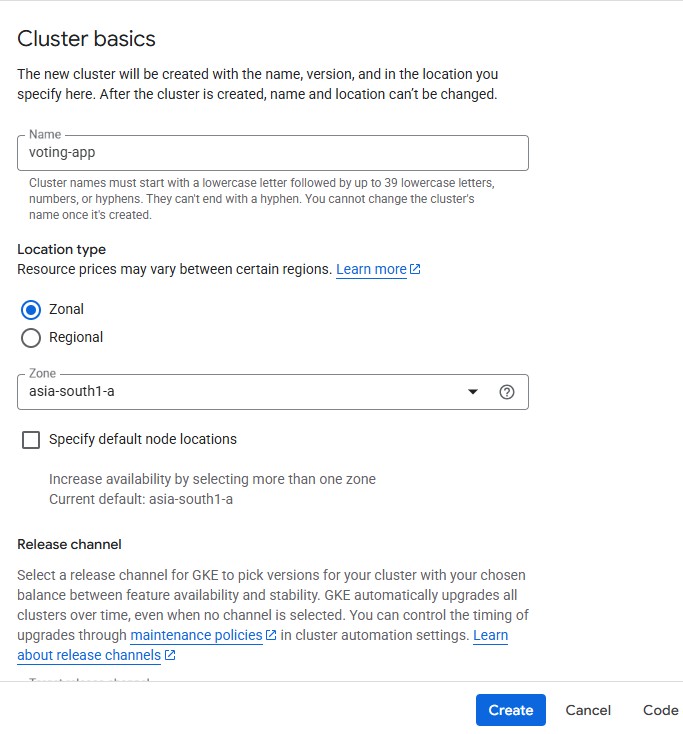 Cluster basics
The new cluster will be created with the name, version, and in the location you
specify here. After the cluster is created, name and location can't be changed.
Name
voting-app
Cluster names must start with a lowercase letter followed by up to 39 lowercase letters,
numbers, or hyphens. They can't end with a hyphen. You cannot change the cluster's
name once it's created.
Location type
Resource prices may vary between certain regions. Learn more
Zonal
Regional
Zone
asia-south1-a
Specify default node locations
Increase availability by selecting more than one zone
Current default: asia-south1-a
Release channel
Select a release channel for GKE to pick versions for your cluster with your chosen
balance between feature availability and stability. GKE automatically upgrades all
clusters over time, even when no channel is selected. You can control the timing of
upgrades through maintenance policies in cluster automation settings. Learn
about release channels
Create Cancel Code